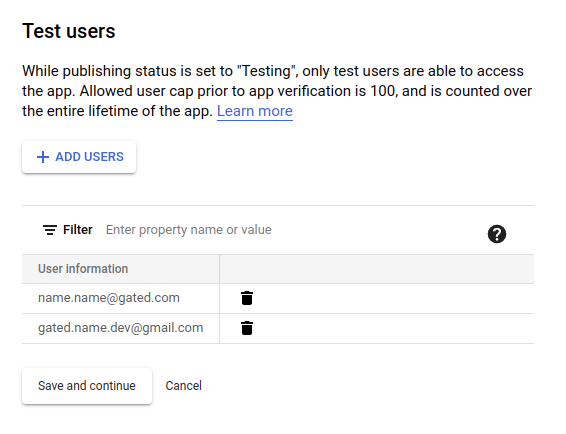 Test users
While publishing status is set to "Testing", only test users are able to access
the app. Allowed user cap prior to app verification is 100, and is counted over
the entire lifetime of the app. Learn more
+ ADD USERS
Filter Enter property name or value ?
User information
name.name@gated.com
gated.name.dev@gmail.com
Save and continue Cancel